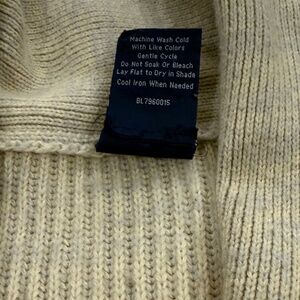 Machine Wash Cold
With Like Colors
Gentle Cycle
Do Not Soak Or Bleach
Lay Flat to Dry in Shade
Cool Iron When Needed
BL7960015